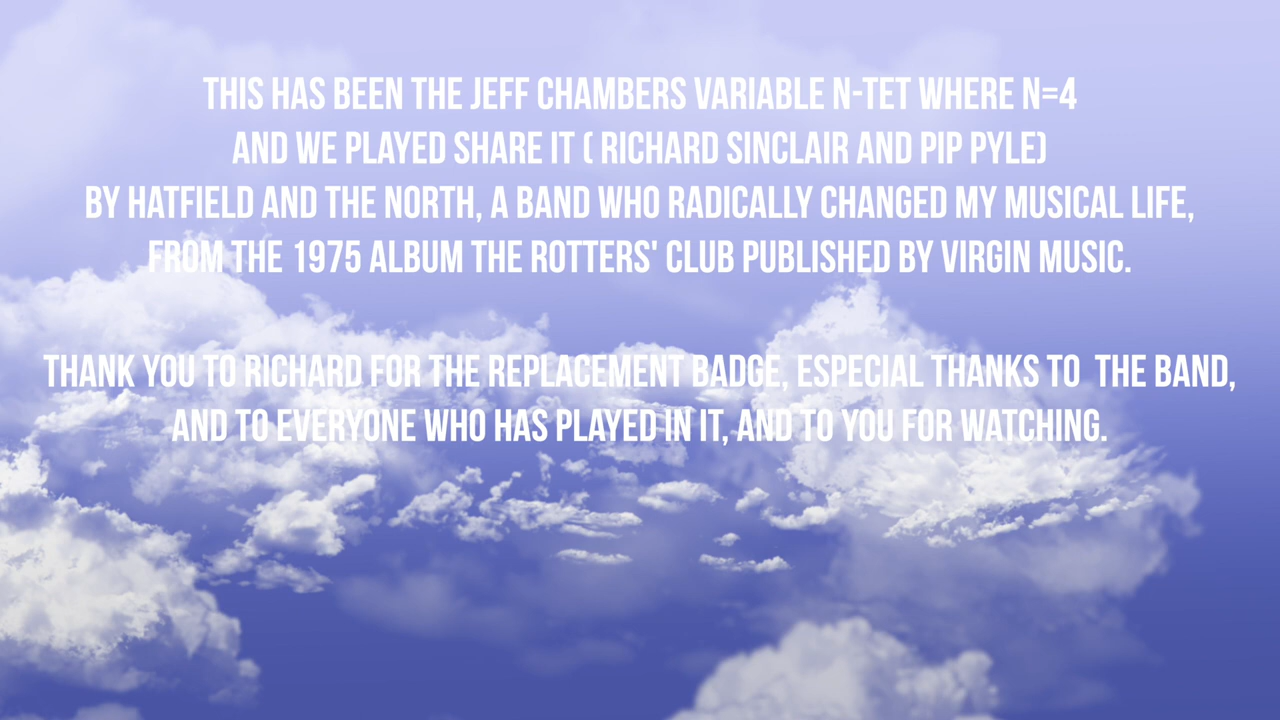 THIS HAS BEEN THE JEFF CHAMBERS VARIABLE N-TET WHERE N=4
AND WE PLAYED SHARE IT ( RICHARD SINCLAIR AND PIP PYLE)
BY HATFIELD AND THE NORTH, A BAND WHO RADICALLY CHANGED MY MUSICAL LIFE,
FROM THE 1975 ALBUM THE ROTTERS' CLUB PUBLISHED BY VIRGIN MUSIC.
THANK YOU TO RICHARD FOR THE REPLACEMENT BADGE, ESPECIAL THANKS TO  THE BAND,
AND TO EVERYONE WHO HAS PLAYED IN IT, AND TO YOU FOR WATCHING.